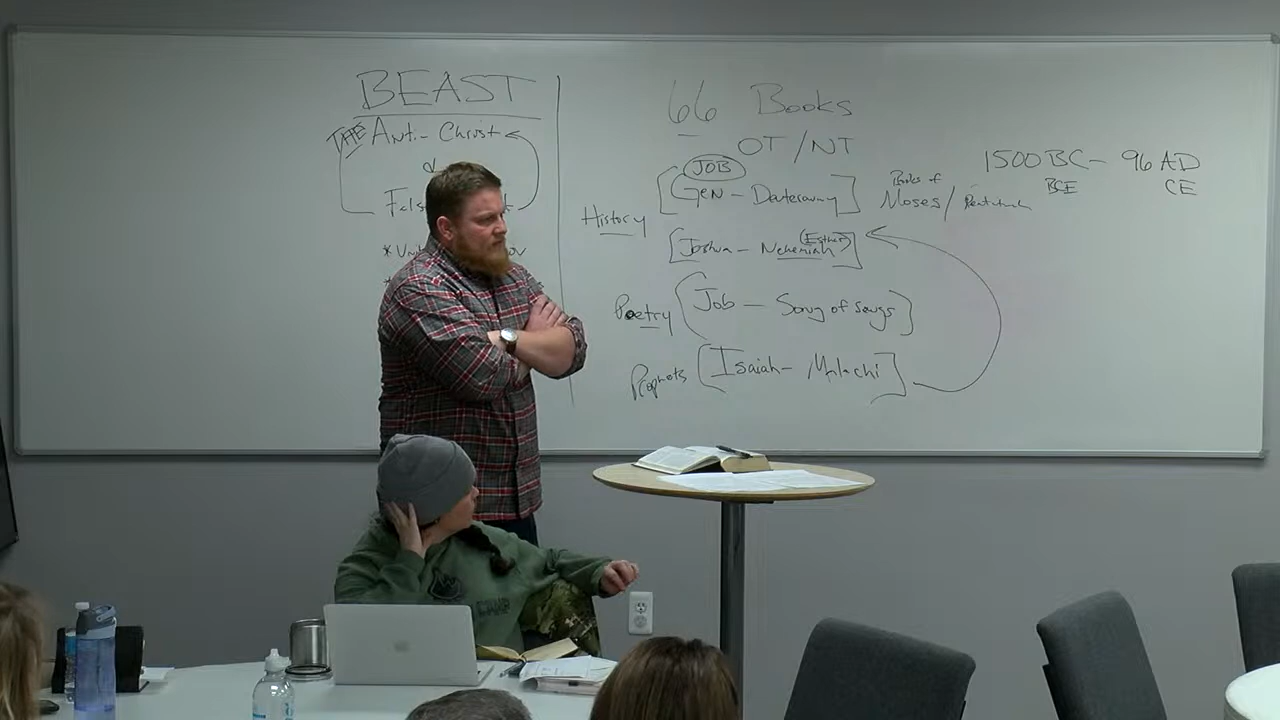 BEAST
THE Anti-Christ
&
* 
66 Books
OT/NT
JOB
[Gen - Deuteronomy]
Books of
Moses/
1500 BC - 96 AD
BCE
CE
History
(Esther)
[Joshua - Nehemiah]
Poetry [Job - Song of Songs]
Prophets [Isaiah - Malachi]